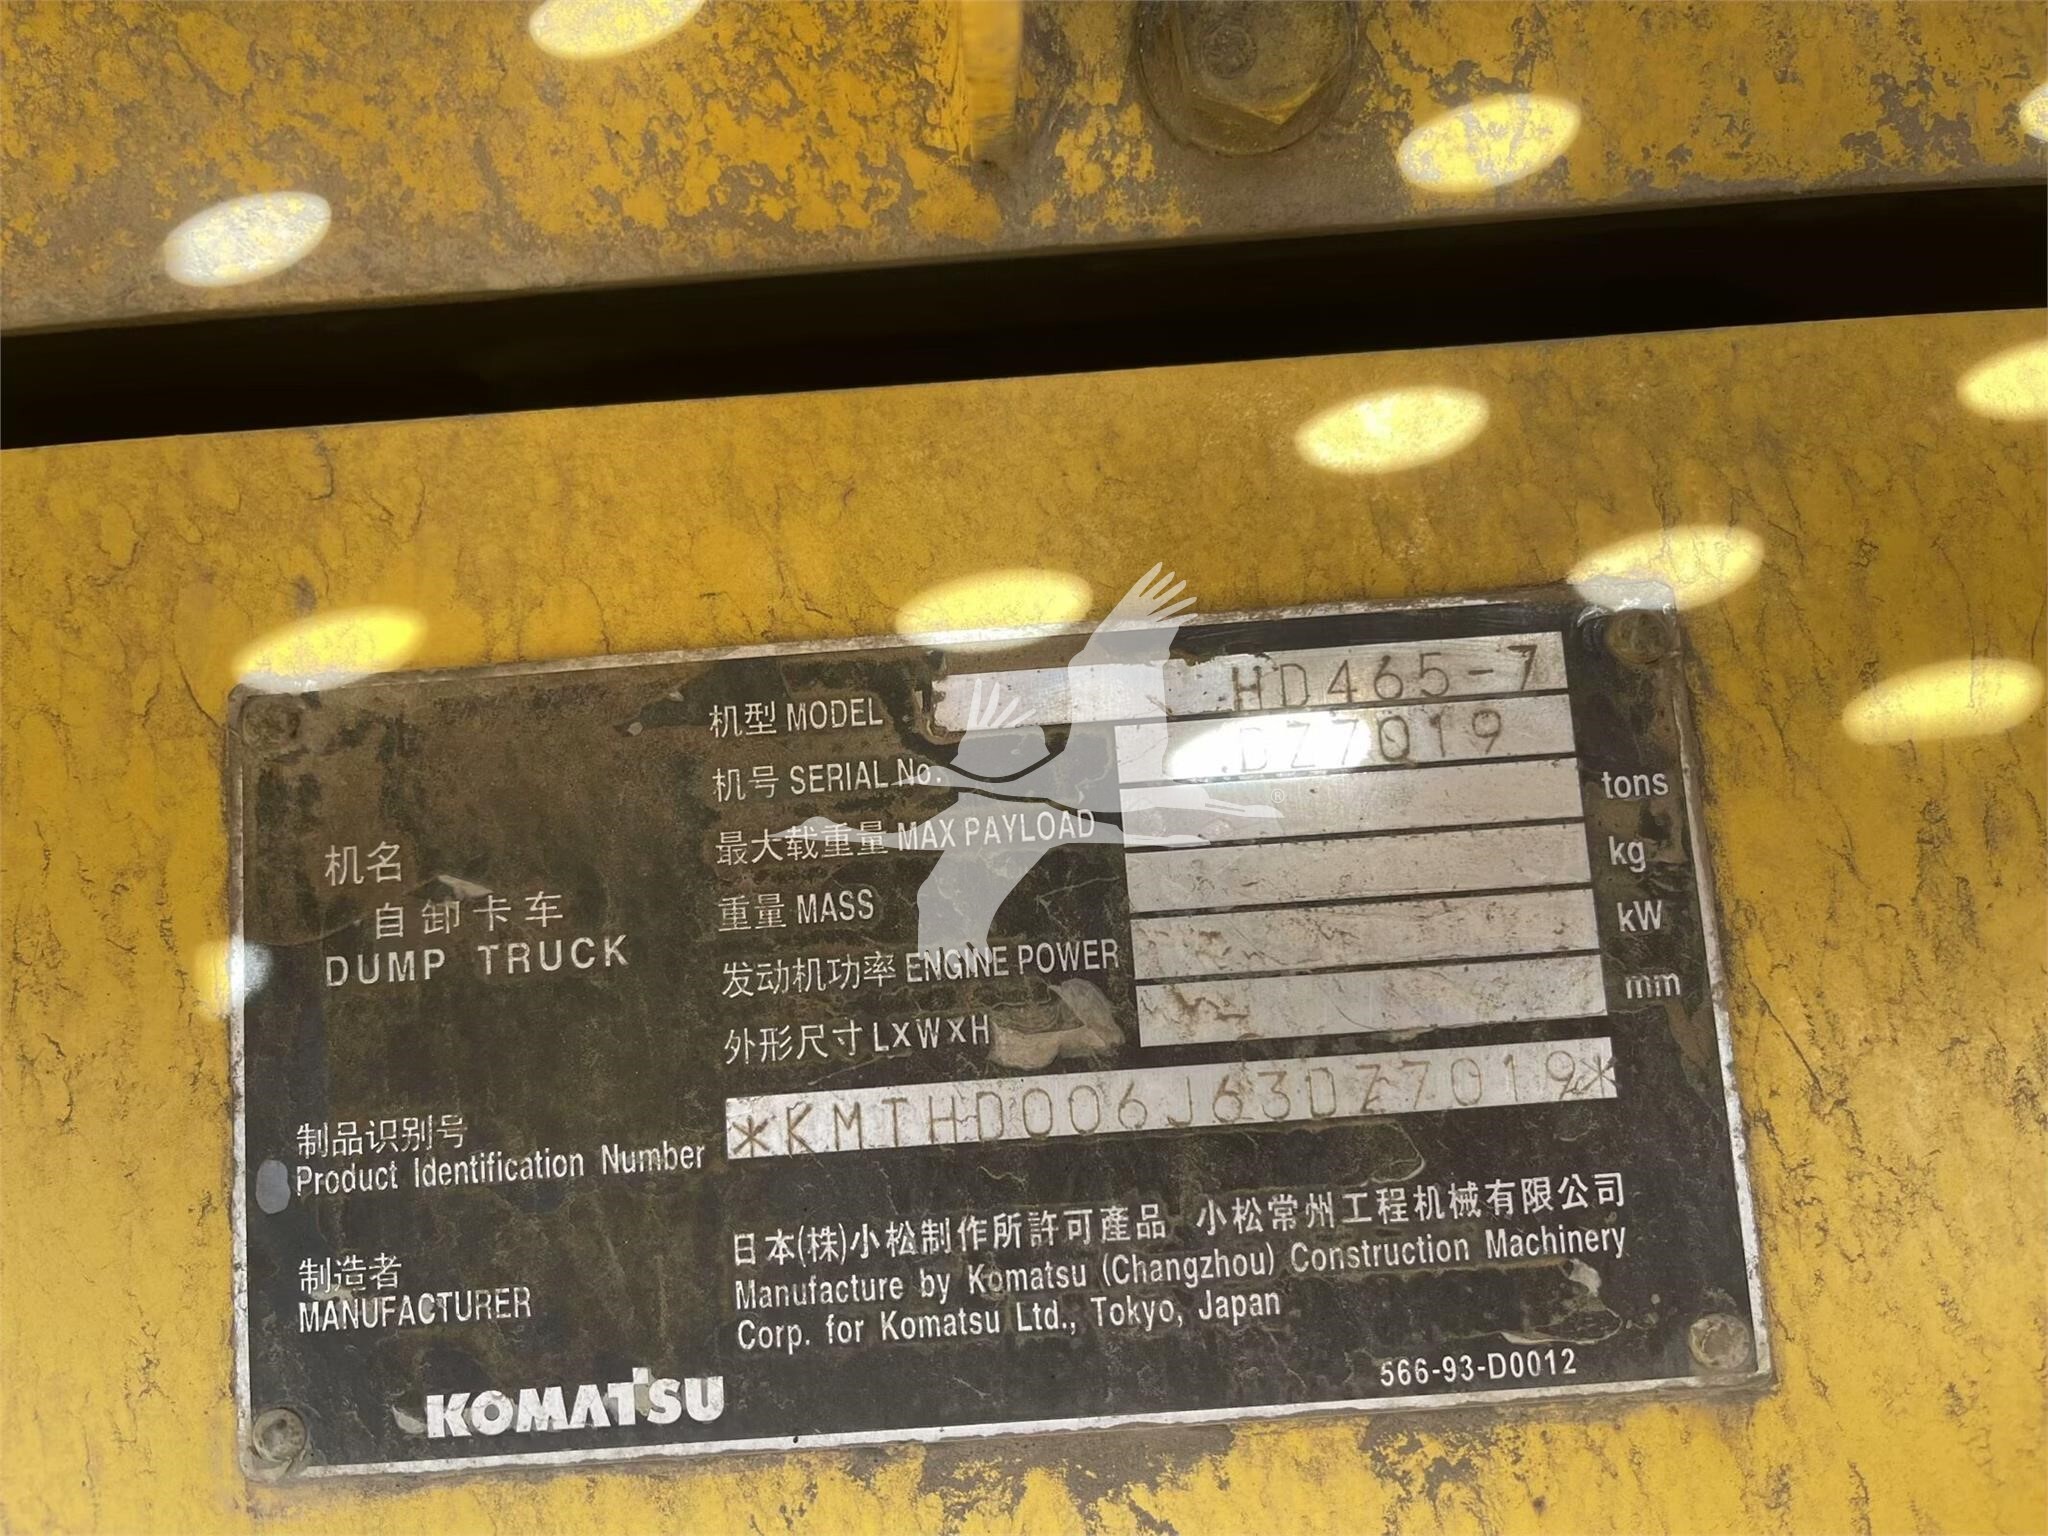 机型 MODEL HD465-7
机号 SERIAL No. DZ7019
最大载重量 MAX PAYLOAD tons
重量 MASS kg
发动机功率 ENGINE POWER kW
外形尺寸 L×W×H mm
机名
自卸卡车
DUMP TRUCK
制品识别号
Product Identification Number *KMTHD006J63DZ7019*
制造者
MANUFACTURER
日本(株)小松制作所許可產品 小松常州工程机械有限公司
Manufacture by Komatsu (Changzhou) Construction Machinery
Corp. for Komatsu Ltd., Tokyo, Japan
KOMATSU
566-93-D0012
®